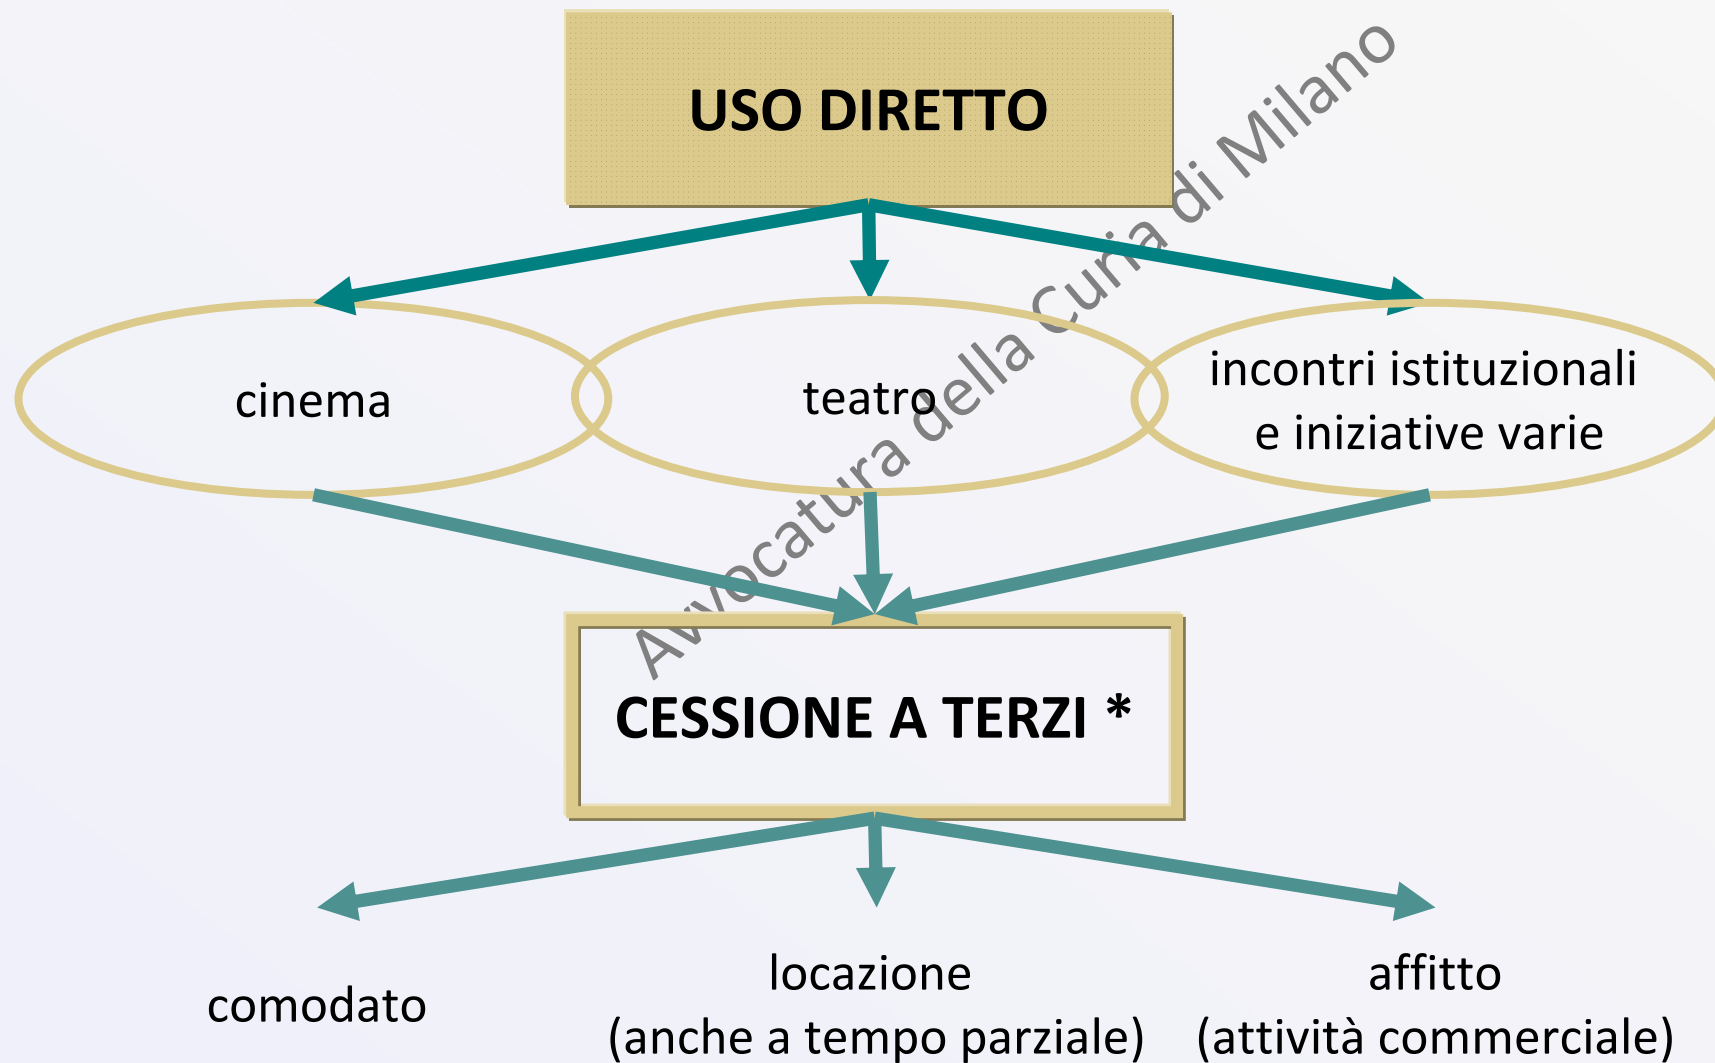 USO DIRETTO
Avvocatura della Curia di Milano
cinema
teatro
incontri istituzionali
e iniziative varie
CESSIONE A TERZI *
comodato
locazione
(anche a tempo parziale)
affitto
(attività commerciale)